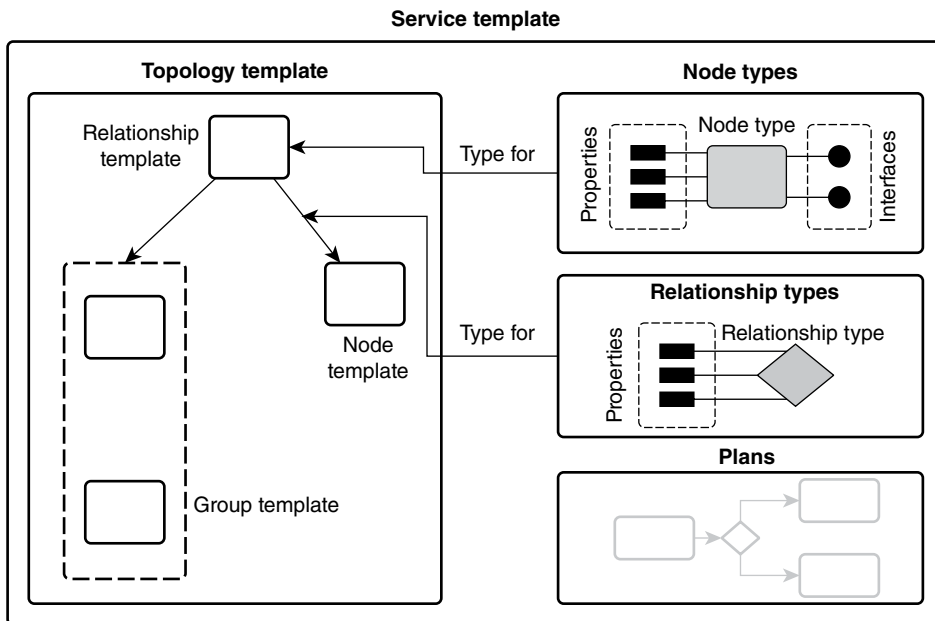 Service template
Topology template
Relationship
template
Node
template
Group template
Type for
Type for
Node types
Properties
Node type
Interfaces
Relationship types
Properties
Relationship type
Plans